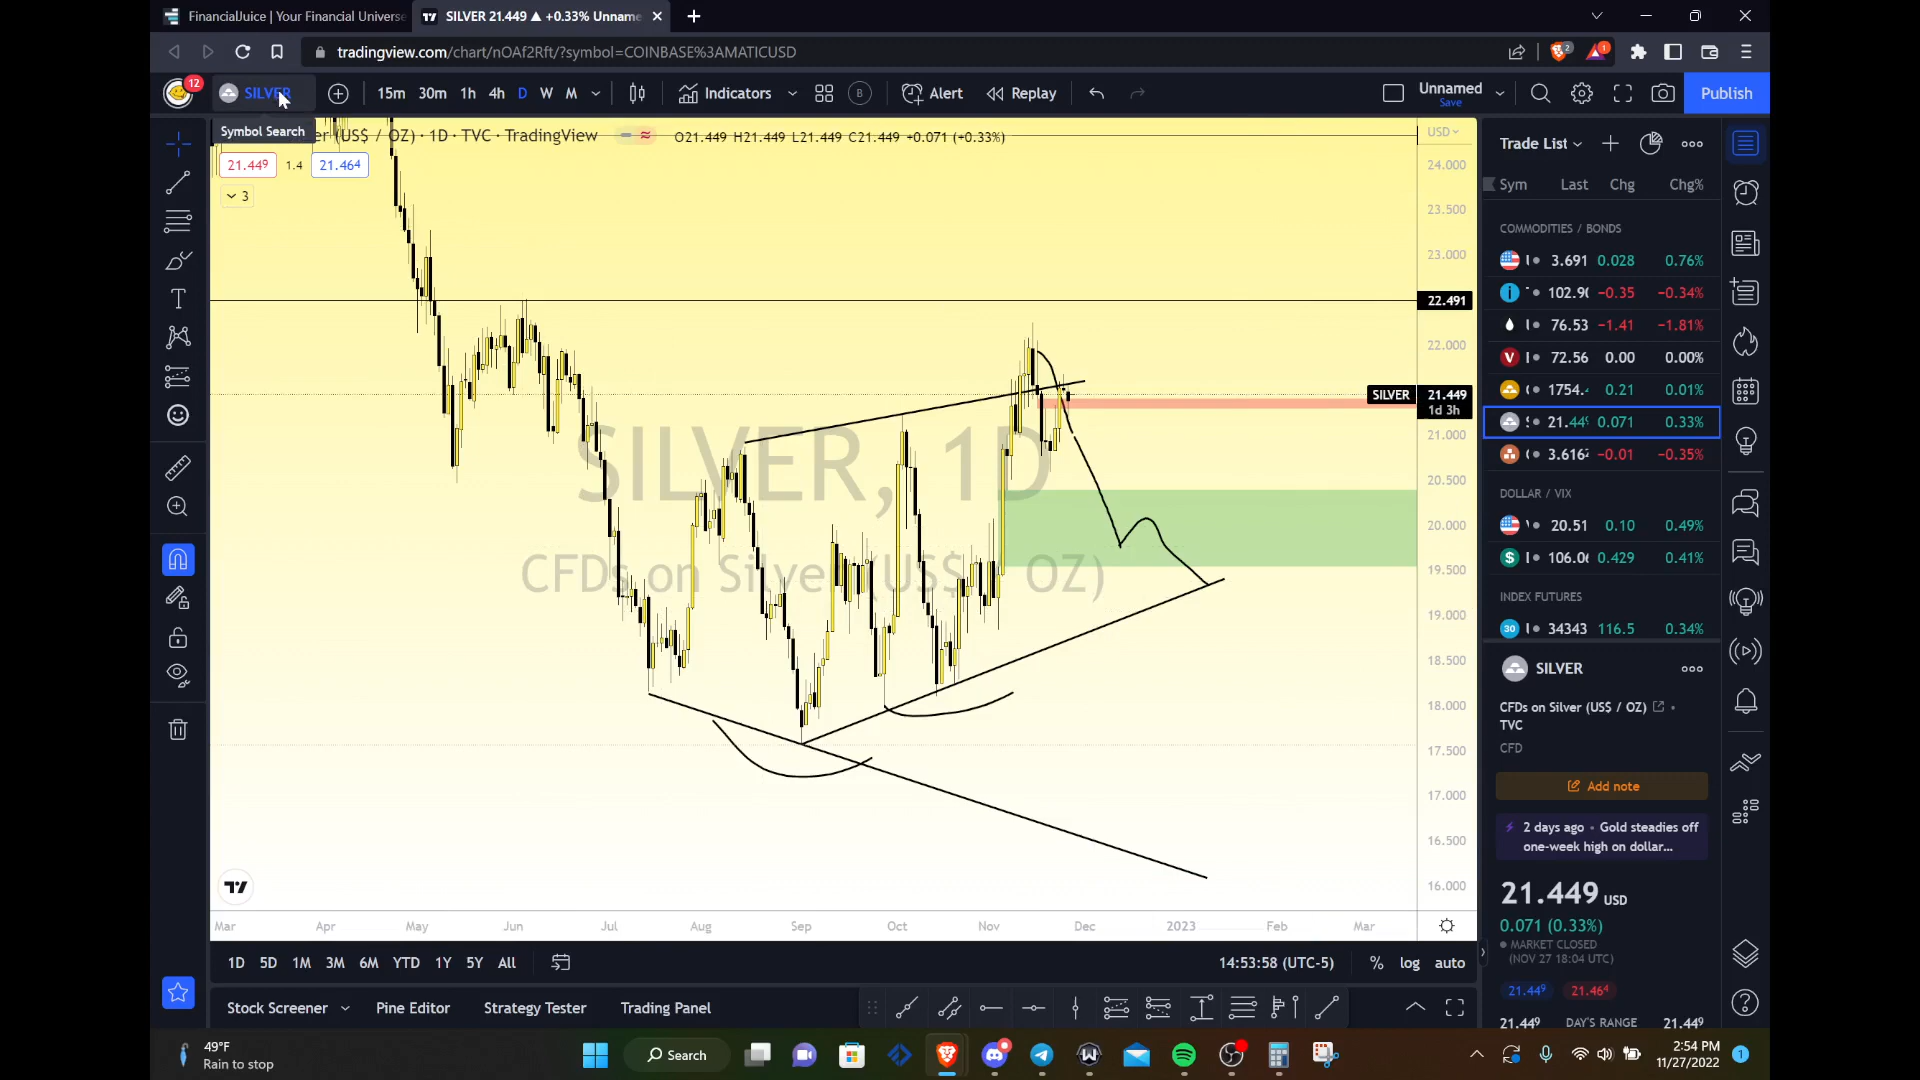 FinancialJuice | Your Financial Universe
SILVER 21.449 ▲ +0.33% Unname
tradingview.com/chart/nOAf2Rft/?symbol=COINBASE%3AMATICUSD
12
SILVER
15m 30m 1h 4h D W M
Indicators
B
Alert
Replay
Unnamed
Save
Publish
Symbol Search
er (US$ / OZ) · 1D · TVC · TradingView
O21.449 H21.449 L21.449 C21.449 +0.071 (+0.33%)
21.449 1.4 21.464
3
SILVER, 1D
CFDs on Silver (US$ / OZ)
USD
24.000
23.500
23.000
22.491
22.000
SILVER 21.449
1d 3h
21.000
20.500
20.000
19.500
19.000
18.500
18.000
17.500
17.000
16.500
16.000
Mar Apr May Jun Jul Aug Sep Oct Nov Dec 2023 Feb Mar
1D 5D 1M 3M 6M YTD 1Y 5Y All
14:53:58 (UTC-5) % log auto
Stock Screener Pine Editor Strategy Tester Trading Panel
Trade List
Sym Last Chg Chg%
COMMODITIES / BONDS
3.691 0.028 0.76%
−0.35 −0.34%
76.53 −1.41 −1.81%
72.56 0.00 0.00%
1754. 0.21 0.01%
21.449 0.071 0.33%
3.616 −0.01 −0.35%
DOLLAR / VIX
20.51 0.10 0.49%
106.0 0.429 0.41%
INDEX FUTURES
30 34343 116.5 0.34%
SILVER
CFDs on Silver (US$ / OZ) •
TVC
CFD
Add note
2 days ago • Gold steadies off
one-week high on dollar...
21.449 USD
0.071 (0.33%)
MARKET CLOSED
(NOV 27 18:04 UTC)
21.449 21.464
21.449 DAY'S RANGE 21.449
49°F
Rain to stop
Search
2:54 PM
11/27/2022